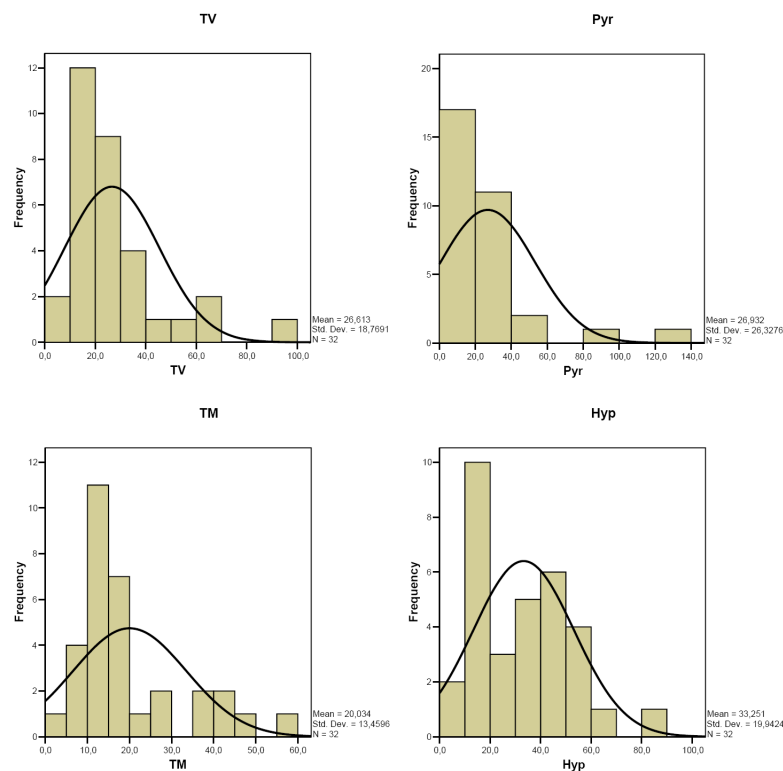 TV
Frequency
12
10
8
6
4
2
0
0,0 20,0 40,0 60,0 80,0 100,0
TV
Mean = 26,613
Std. Dev. = 18,7691
N = 32
Pyr
Frequency
20
15
10
5
0
0,0 20,0 40,0 60,0 80,0 100,0 120,0 140,0
Pyr
Mean = 26,932
Std. Dev. = 26,3276
N = 32
TM
Frequency
12
10
8
6
4
2
0
0,0 10,0 20,0 30,0 40,0 50,0 60,0
TM
Mean = 20,034
Std. Dev. = 13,4596
N = 32
Hyp
Frequency
10
8
6
4
2
0
0,0 20,0 40,0 60,0 80,0 100,0
Hyp
Mean = 33,251
Std. Dev. = 19,9424
N = 32